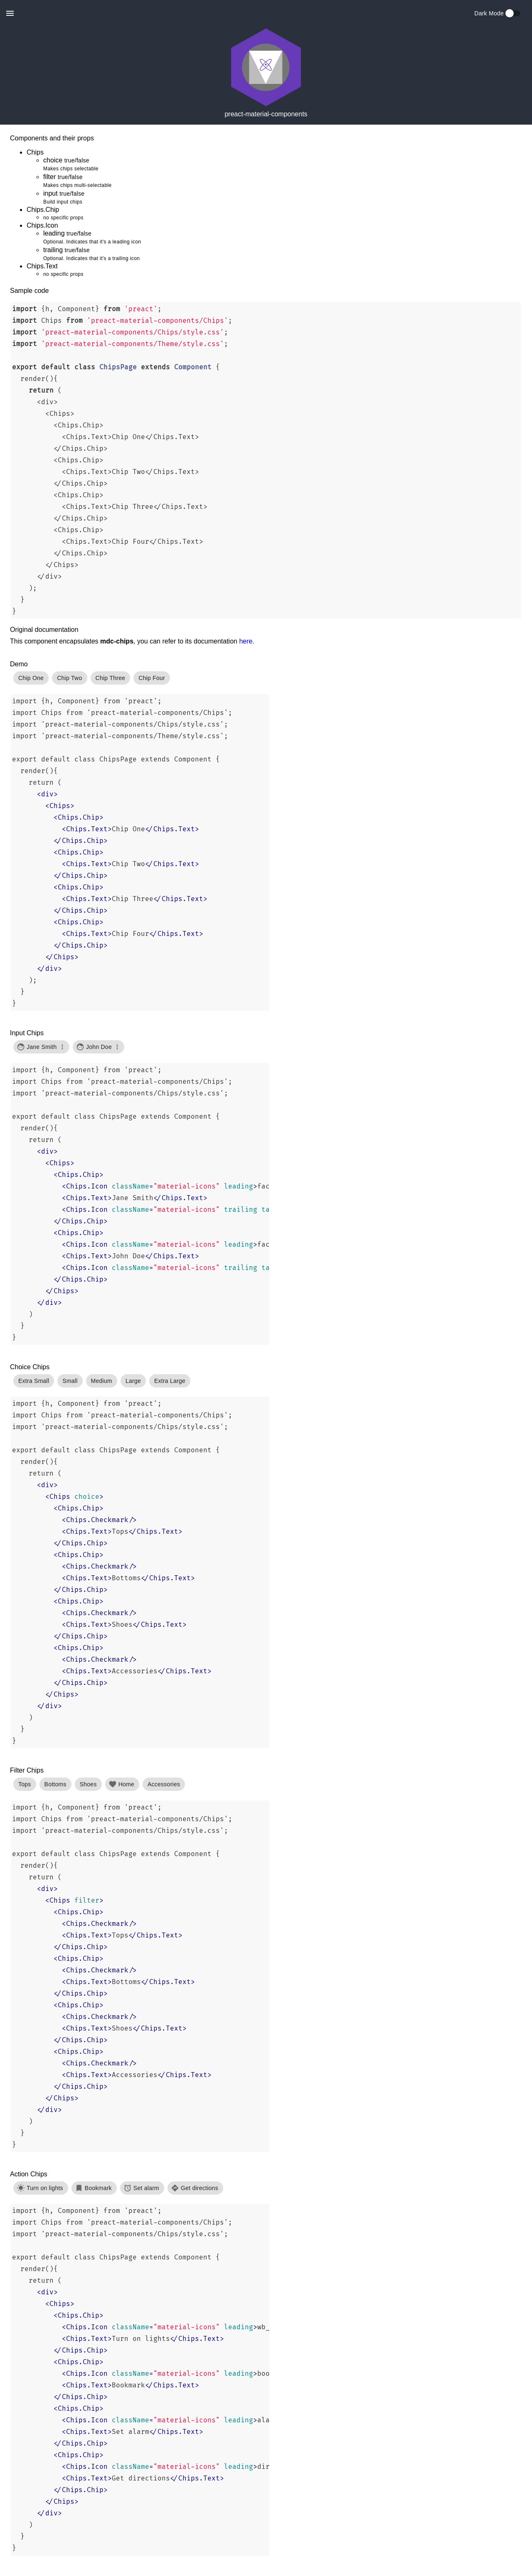 Dark Mode
preact-material-components
Components and their props
Chips
choice true/false
Makes chips selectable
filter true/false
Makes chips multi-selectable
input true/false
Build input chips
Chips.Chip
no specific props
Chips.Icon
leading true/false
Optional. Indicates that it's a leading icon
trailing true/false
Optional. Indicates that it's a trailing icon
Chips.Text
no specific props
Sample code
import {h, Component} from 'preact';
import Chips from 'preact-material-components/Chips';
import 'preact-material-components/Chips/style.css';
import 'preact-material-components/Theme/style.css';
export default class ChipsPage extends Component {
render(){
return (
<div>
<Chips>
<Chips.Chip>
<Chips.Text>Chip One</Chips.Text>
</Chips.Chip>
<Chips.Chip>
<Chips.Text>Chip Two</Chips.Text>
</Chips.Chip>
<Chips.Chip>
<Chips.Text>Chip Three</Chips.Text>
</Chips.Chip>
<Chips.Chip>
<Chips.Text>Chip Four</Chips.Text>
</Chips.Chip>
</Chips>
</div>
);
}
}
Original documentation
This component encapsulates mdc-chips, you can refer to its documentation here.
Demo
Chip One Chip Two Chip Three Chip Four
import {h, Component} from 'preact';
import Chips from 'preact-material-components/Chips';
import 'preact-material-components/Chips/style.css';
import 'preact-material-components/Theme/style.css';
export default class ChipsPage extends Component {
render(){
return (
<div>
<Chips>
<Chips.Chip>
<Chips.Text>Chip One</Chips.Text>
</Chips.Chip>
<Chips.Chip>
<Chips.Text>Chip Two</Chips.Text>
</Chips.Chip>
<Chips.Chip>
<Chips.Text>Chip Three</Chips.Text>
</Chips.Chip>
<Chips.Chip>
<Chips.Text>Chip Four</Chips.Text>
</Chips.Chip>
</Chips>
</div>
);
}
}
Input Chips
Jane Smith John Doe
import {h, Component} from 'preact';
import Chips from 'preact-material-components/Chips';
import 'preact-material-components/Chips/style.css';
export default class ChipsPage extends Component {
render(){
return (
<div>
<Chips>
<Chips.Chip>
<Chips.Icon className="material-icons" leading>fac
<Chips.Text>Jane Smith</Chips.Text>
<Chips.Icon className="material-icons" trailing ta
</Chips.Chip>
<Chips.Chip>
<Chips.Icon className="material-icons" leading>fac
<Chips.Text>John Doe</Chips.Text>
<Chips.Icon className="material-icons" trailing ta
</Chips.Chip>
</Chips>
</div>
)
}
}
Choice Chips
Extra Small Small Medium Large Extra Large
import {h, Component} from 'preact';
import Chips from 'preact-material-components/Chips';
import 'preact-material-components/Chips/style.css';
export default class ChipsPage extends Component {
render(){
return (
<div>
<Chips choice>
<Chips.Chip>
<Chips.Checkmark/>
<Chips.Text>Tops</Chips.Text>
</Chips.Chip>
<Chips.Chip>
<Chips.Checkmark/>
<Chips.Text>Bottoms</Chips.Text>
</Chips.Chip>
<Chips.Chip>
<Chips.Checkmark/>
<Chips.Text>Shoes</Chips.Text>
</Chips.Chip>
<Chips.Chip>
<Chips.Checkmark/>
<Chips.Text>Accessories</Chips.Text>
</Chips.Chip>
</Chips>
</div>
)
}
}
Filter Chips
Tops Bottoms Shoes Home Accessories
import {h, Component} from 'preact';
import Chips from 'preact-material-components/Chips';
import 'preact-material-components/Chips/style.css';
export default class ChipsPage extends Component {
render(){
return (
<div>
<Chips filter>
<Chips.Chip>
<Chips.Checkmark/>
<Chips.Text>Tops</Chips.Text>
</Chips.Chip>
<Chips.Chip>
<Chips.Checkmark/>
<Chips.Text>Bottoms</Chips.Text>
</Chips.Chip>
<Chips.Chip>
<Chips.Checkmark/>
<Chips.Text>Shoes</Chips.Text>
</Chips.Chip>
<Chips.Chip>
<Chips.Checkmark/>
<Chips.Text>Accessories</Chips.Text>
</Chips.Chip>
</Chips>
</div>
)
}
}
Action Chips
Turn on lights Bookmark Set alarm Get directions
import {h, Component} from 'preact';
import Chips from 'preact-material-components/Chips';
import 'preact-material-components/Chips/style.css';
export default class ChipsPage extends Component {
render(){
return (
<div>
<Chips>
<Chips.Chip>
<Chips.Icon className="material-icons" leading>wb_
<Chips.Text>Turn on lights</Chips.Text>
</Chips.Chip>
<Chips.Chip>
<Chips.Icon className="material-icons" leading>boo
<Chips.Text>Bookmark</Chips.Text>
</Chips.Chip>
<Chips.Chip>
<Chips.Icon className="material-icons" leading>ala
<Chips.Text>Set alarm</Chips.Text>
</Chips.Chip>
<Chips.Chip>
<Chips.Icon className="material-icons" leading>dir
<Chips.Text>Get directions</Chips.Text>
</Chips.Chip>
</Chips>
</div>
)
}
}